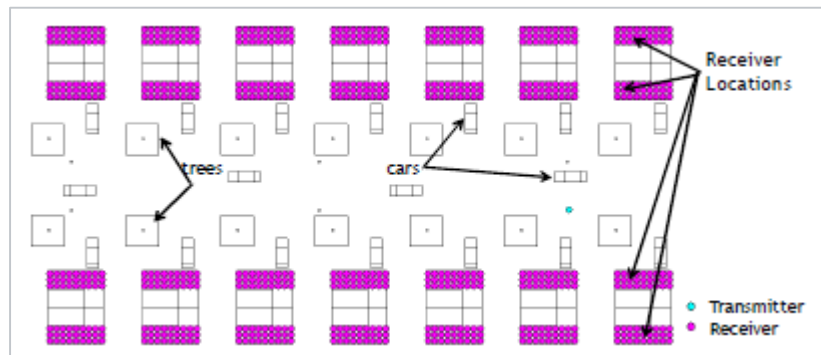 Receiver
Locations
trees
cars
Transmitter
Receiver